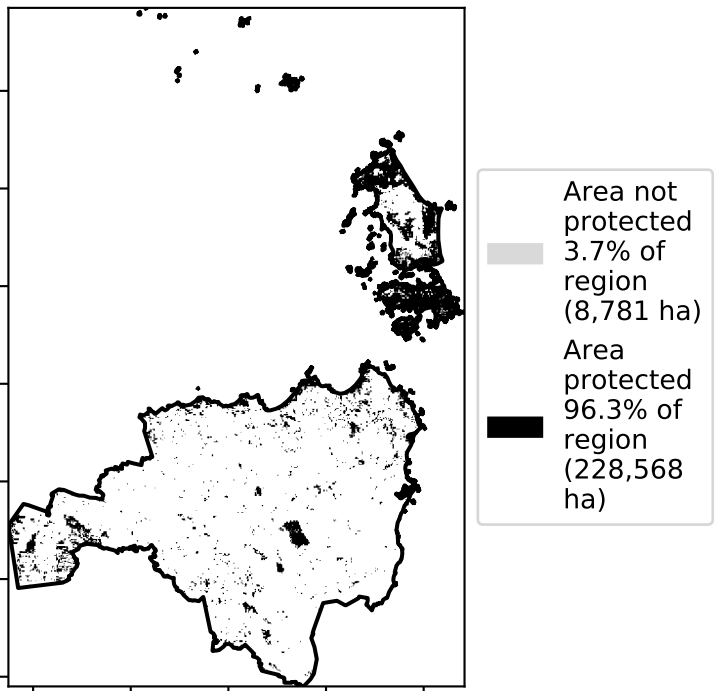 Area not
protected
3.7% of
region
(8,781 ha)
Area
protected
96.3% of
region
(228,568
ha)